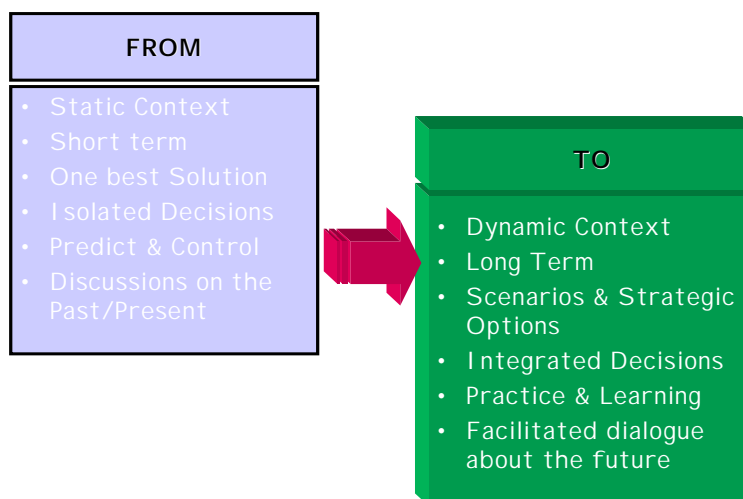 FROM
• Static Context
• Short term
• One best Solution
• Isolated Decisions
• Predict & Control
• Discussions on the
Past/Present
TO
• Dynamic Context
• Long Term
• Scenarios & Strategic
Options
• Integrated Decisions
• Practice & Learning
• Facilitated dialogue
about the future